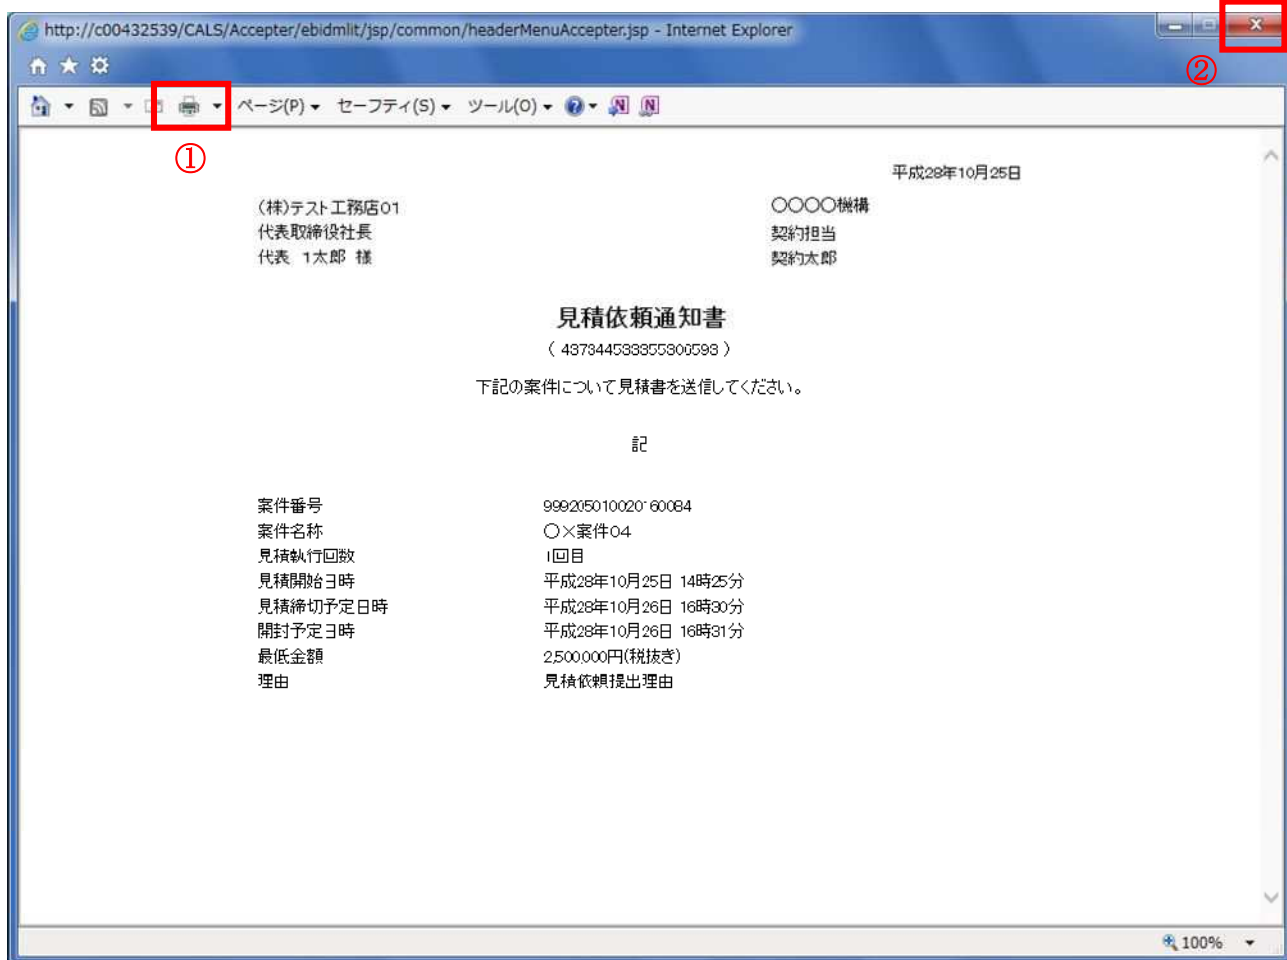 http://c00432539/CALS/Accepter/ebidmlit/jsp/common/headerMenuAccepter.jsp - Internet Explorer
②
ページ(P) セーフティ(S) ツール(O)
①
平成28年10月25日
(株)テスト工務店01 〇〇〇〇機構
代表取締役社長 契約担当
代表 1太郎 様 契約太郎
見積依頼通知書
下記の案件について見積書を送信してください。
記
案件番号
案件名称 〇×案件04
見積執行回数 1回目
見積開始日時 平成28年10月25日 14時25分
見積締切予定日時 平成28年10月26日 16時30分
開封予定日時 平成28年10月26日 16時31分
最低金額 2,500,000円(税抜き)
理由 見積依頼提出理由
100%